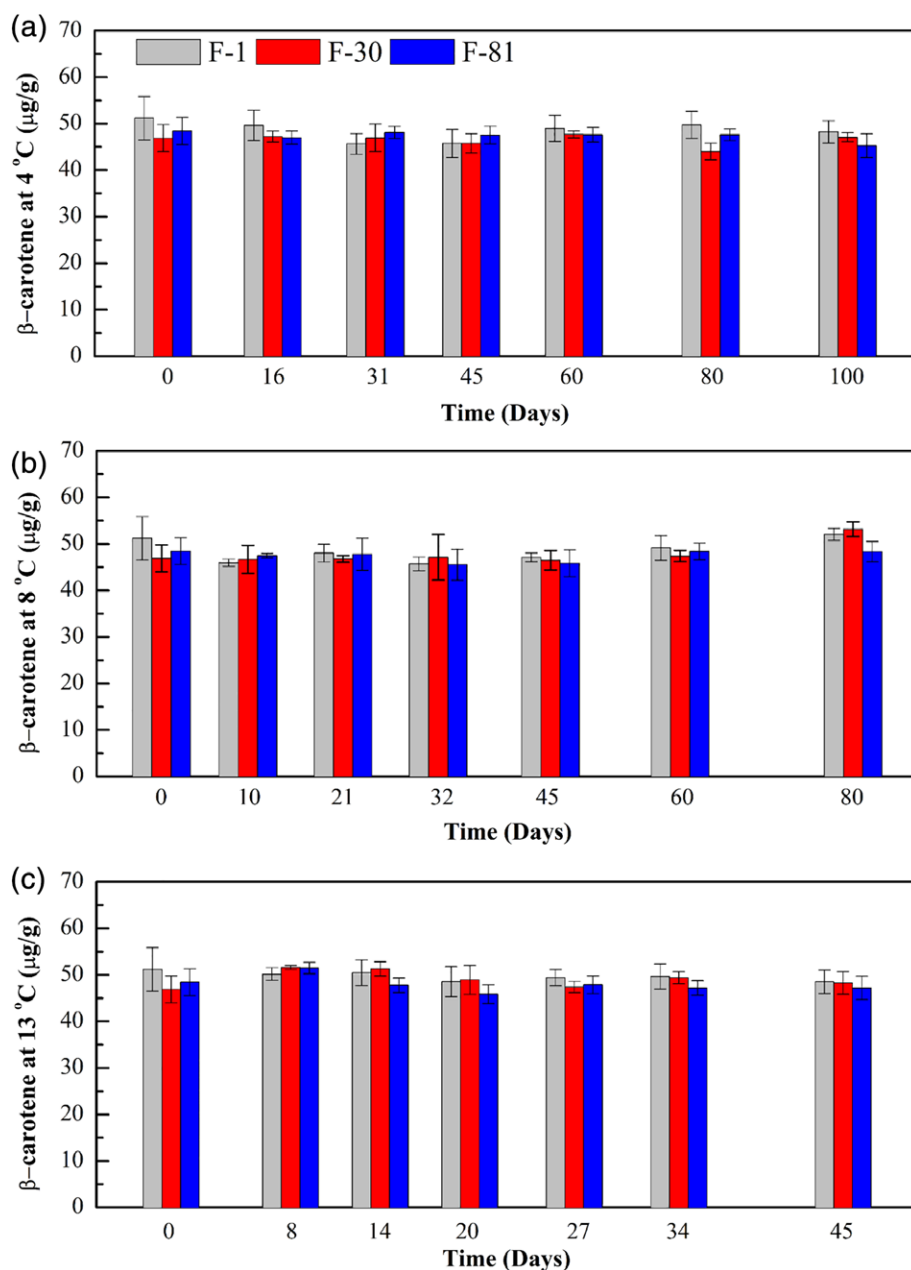 (a)
F-1 F-30 F-81
β-carotene at 4 °C (μg/g)
70
60
50
40
30
20
10
0
0 16 31 45 60 80 100
Time (Days)
(b)
β-carotene at 8 °C (μg/g)
70
60
50
40
30
20
10
0
0 10 21 32 45 60 80
Time (Days)
(c)
β-carotene at 13 °C (μg/g)
70
60
50
40
30
20
10
0
0 8 14 20 27 34 45
Time (Days)